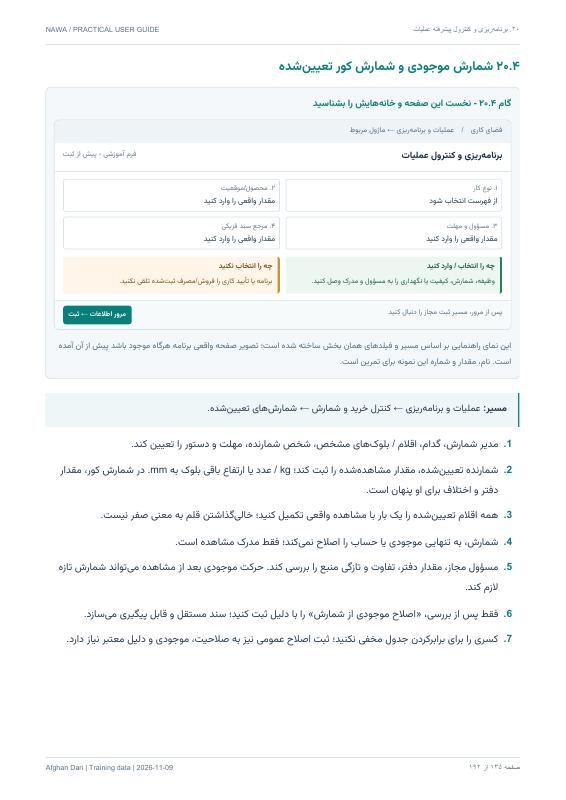 NAWA / PRACTICAL USER GUIDE
۲۰. برنامه‌ریزی و کنترول پیشرفته عملیات
۲۰.۴ شمارش موجودی و شمارش کور تعیین‌شده
گام ۲۰.۴ - نخست این صفحه و خانه‌هایش را بشناسید
فضای کاری / عملیات و برنامه‌ریزی ← ماژول مربوط
برنامه‌ریزی و کنترول عملیات
فرم آموزشی - پیش از ثبت
۱. نوع کار
از فهرست انتخاب شود
۲. محصول/موقعیت
مقدار واقعی را وارد کنید
۳. مسؤول و مهلت
مقدار واقعی را وارد کنید
۴. مرجع سند فزیکی
مقدار واقعی را وارد کنید
چه را انتخاب / وارد کنید
وظیفه، شمارش، کیفیت یا نگهداری را به مسؤول و مدرک وصل کنید.
چه را انتخاب نکنید
برنامه یا تأیید کاری را فروش/مصرف ثبت‌شده تلقی نکنید.
پس از مرور، مسیر ثبت مجاز را دنبال کنید
مرور اطلاعات ← ثبت
این نمای راهنمایی بر اساس مسیر و فیلدهای همان بخش ساخته شده است؛ تصویر صفحه واقعی برنامه هرگاه موجود باشد پیش از آن آمده
است. نام، مقدار و شماره این نمونه برای تمرین است.
مسیر: عملیات و برنامه‌ریزی ← کنترل خرید و شمارش ← شمارش‌های تعیین‌شده.
1. مدیر شمارش، گدام، اقلام / بلوک‌های مشخص، شخص شمارنده، مهلت و دستور را تعیین کند.
2. شمارنده تعیین‌شده، مقدار مشاهده‌شده را ثبت کند؛ kg / عدد یا ارتفاع باقی بلوک به mm. در شمارش کور، مقدار
دفتر و اختلاف برای او پنهان است.
3. همه اقلام تعیین‌شده را یک بار با مشاهده واقعی تکمیل کنید؛ خالی‌گذاشتن قلم به معنی صفر نیست.
4. شمارش، به تنهایی موجودی یا حساب را اصلاح نمی‌کند؛ فقط مدرک مشاهده است.
5. مسؤول مجاز، مقدار دفتر، تفاوت و تازگی منبع را بررسی کند. حرکت موجودی بعد از مشاهده می‌تواند شمارش تازه
لازم کند.
6. فقط پس از بررسی، «اصلاح موجودی از شمارش» را با دلیل ثبت کنید؛ سند مستقل و قابل پیگیری می‌سازد.
7. کسری را برای برابرکردن جدول مخفی نکنید؛ ثبت اصلاح عمومی نیز به صلاحیت، موجودی و دلیل معتبر نیاز دارد.
Afghan Dari | Training data | 2026-11-09
صفحه ۱۳۵ از ۱۹۲